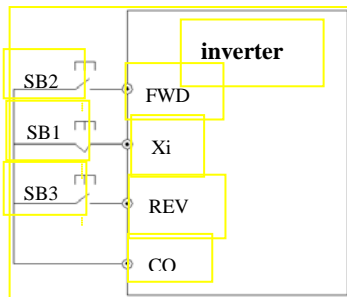 inverter
SB2
FWD
SB1
Xi
SB3
REV
CO